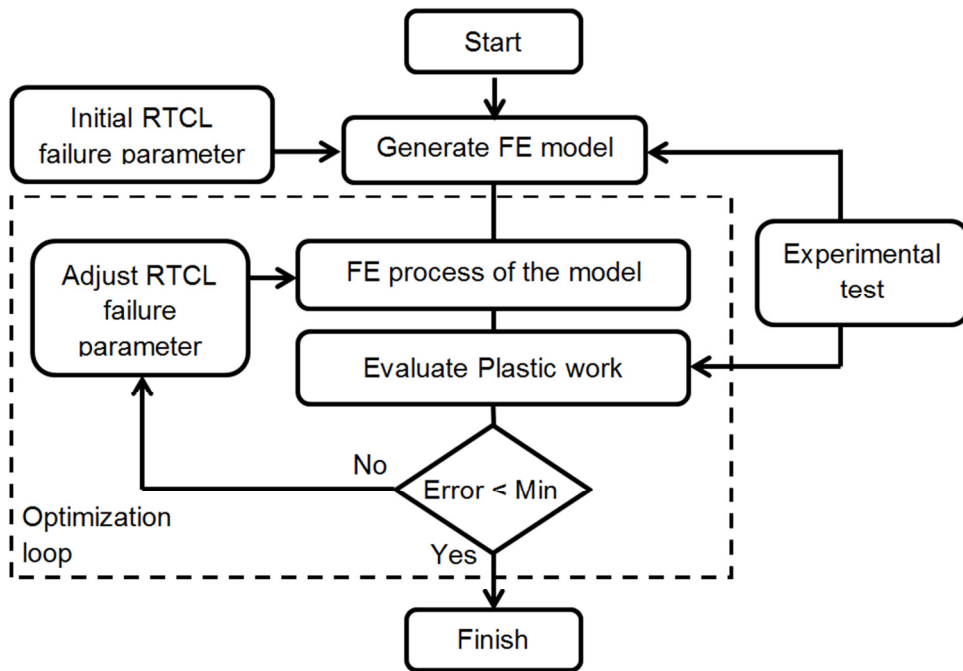 Start
Initial RTCL
failure parameter
Generate FE model
Experimental
test
Adjust RTCL
failure
parameter
FE process of the model
Evaluate Plastic work
No
Error < Min
Optimization
loop
Yes
Finish